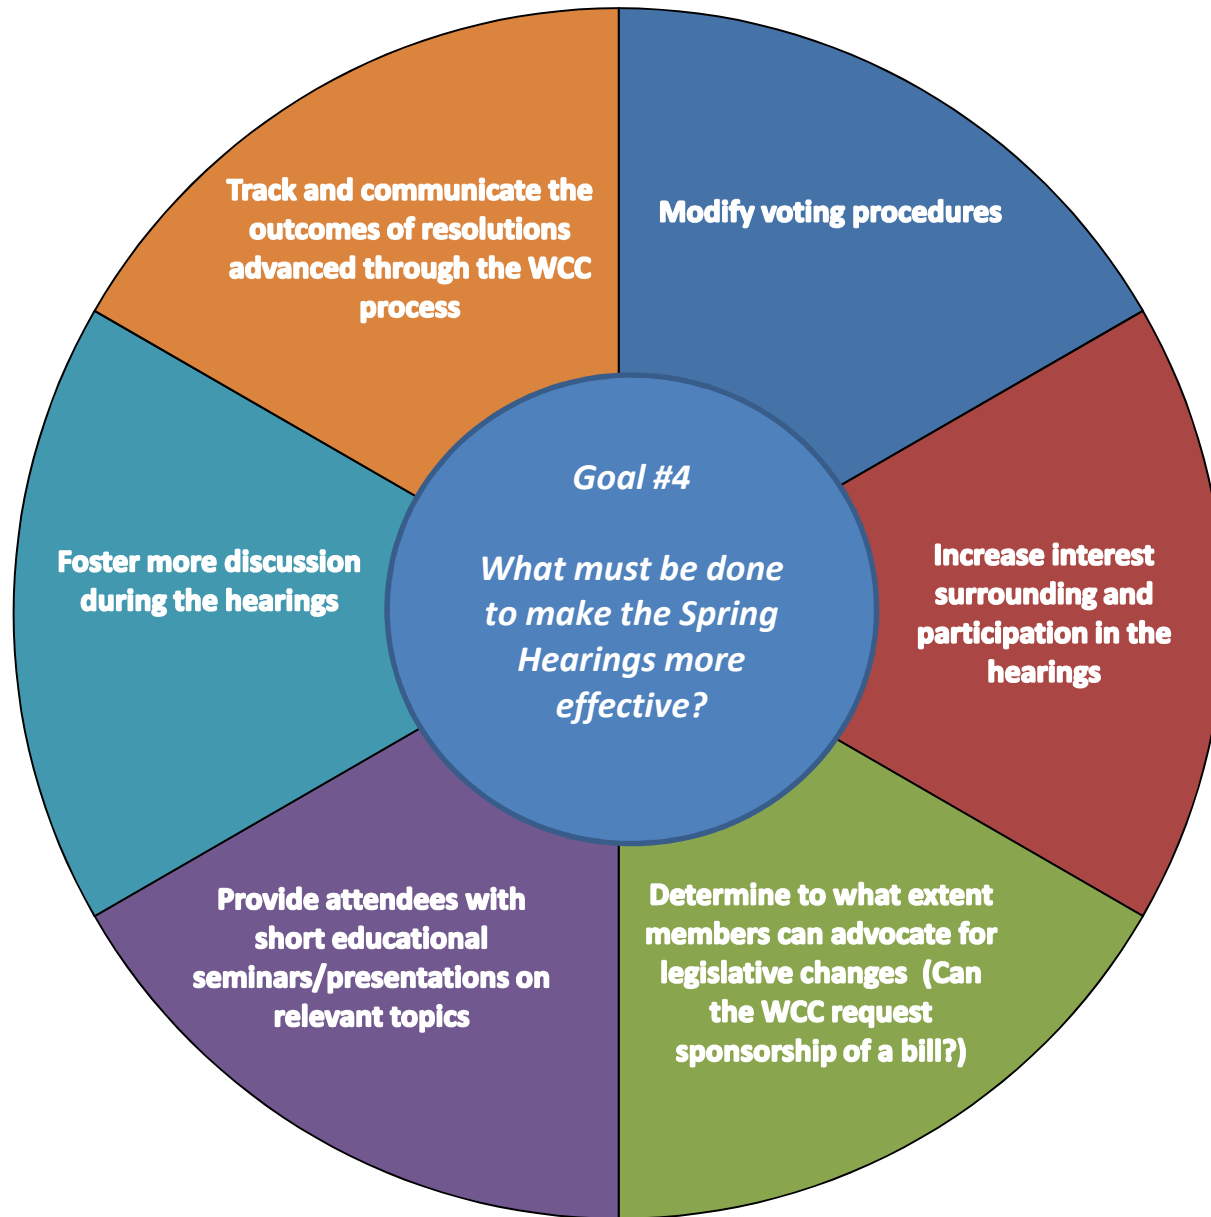 Goal #4
What must be done
to make the Spring
Hearings more
effective?
Modify voting procedures
Increase interest
surrounding and
participation in the
hearings
Determine to what extent
members can advocate for
legislative changes  (Can
the WCC request
sponsorship of a bill?)
Provide attendees with
short educational
seminars/presentations on
relevant topics
Foster more discussion
during the hearings
Track and communicate the
outcomes of resolutions
advanced through the WCC
process